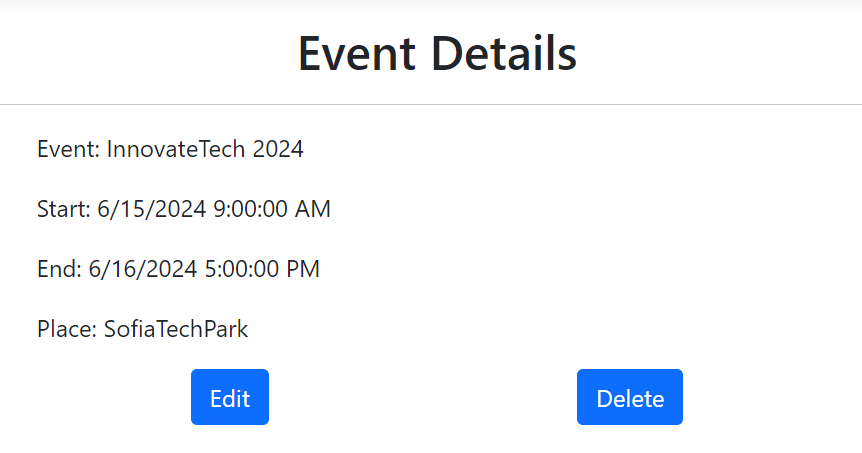 Event Details
Event: InnovateTech 2024
Start: 6/15/2024 9:00:00 AM
End: 6/16/2024 5:00:00 PM
Place: SofiaTechPark
Edit Delete